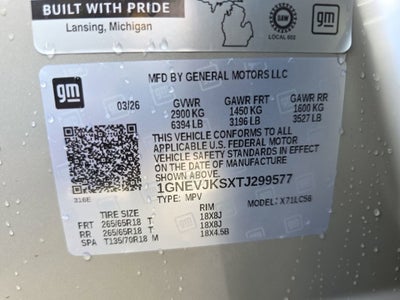 BUILT WITH PRIDE
Lansing, Michigan
UAW
LOCAL 602
gm
gm
MFD BY GENERAL MOTORS LLC
03/26 GVWR GAWR FRT GAWR RR
2900 KG 1450 KG 1600 KG
6394 LB 3196 LB 3527 LB
THIS VEHICLE CONFORMS TO ALL
APPLICABLE U.S. FEDERAL MOTOR
VEHICLE SAFETY STANDARDS IN EFFECT
ON THE DATE OF MANUFACTURE
SHOWN ABOVE.
1GNEVJKSXTJ299577
316E
TYPE: MPV MODEL: X71LC56
TIRE SIZE RIM
FRT 265/65R18 T 18X8J
RR 265/65R18 T 18X8J
SPA T135/70R18 M 18X4.5B